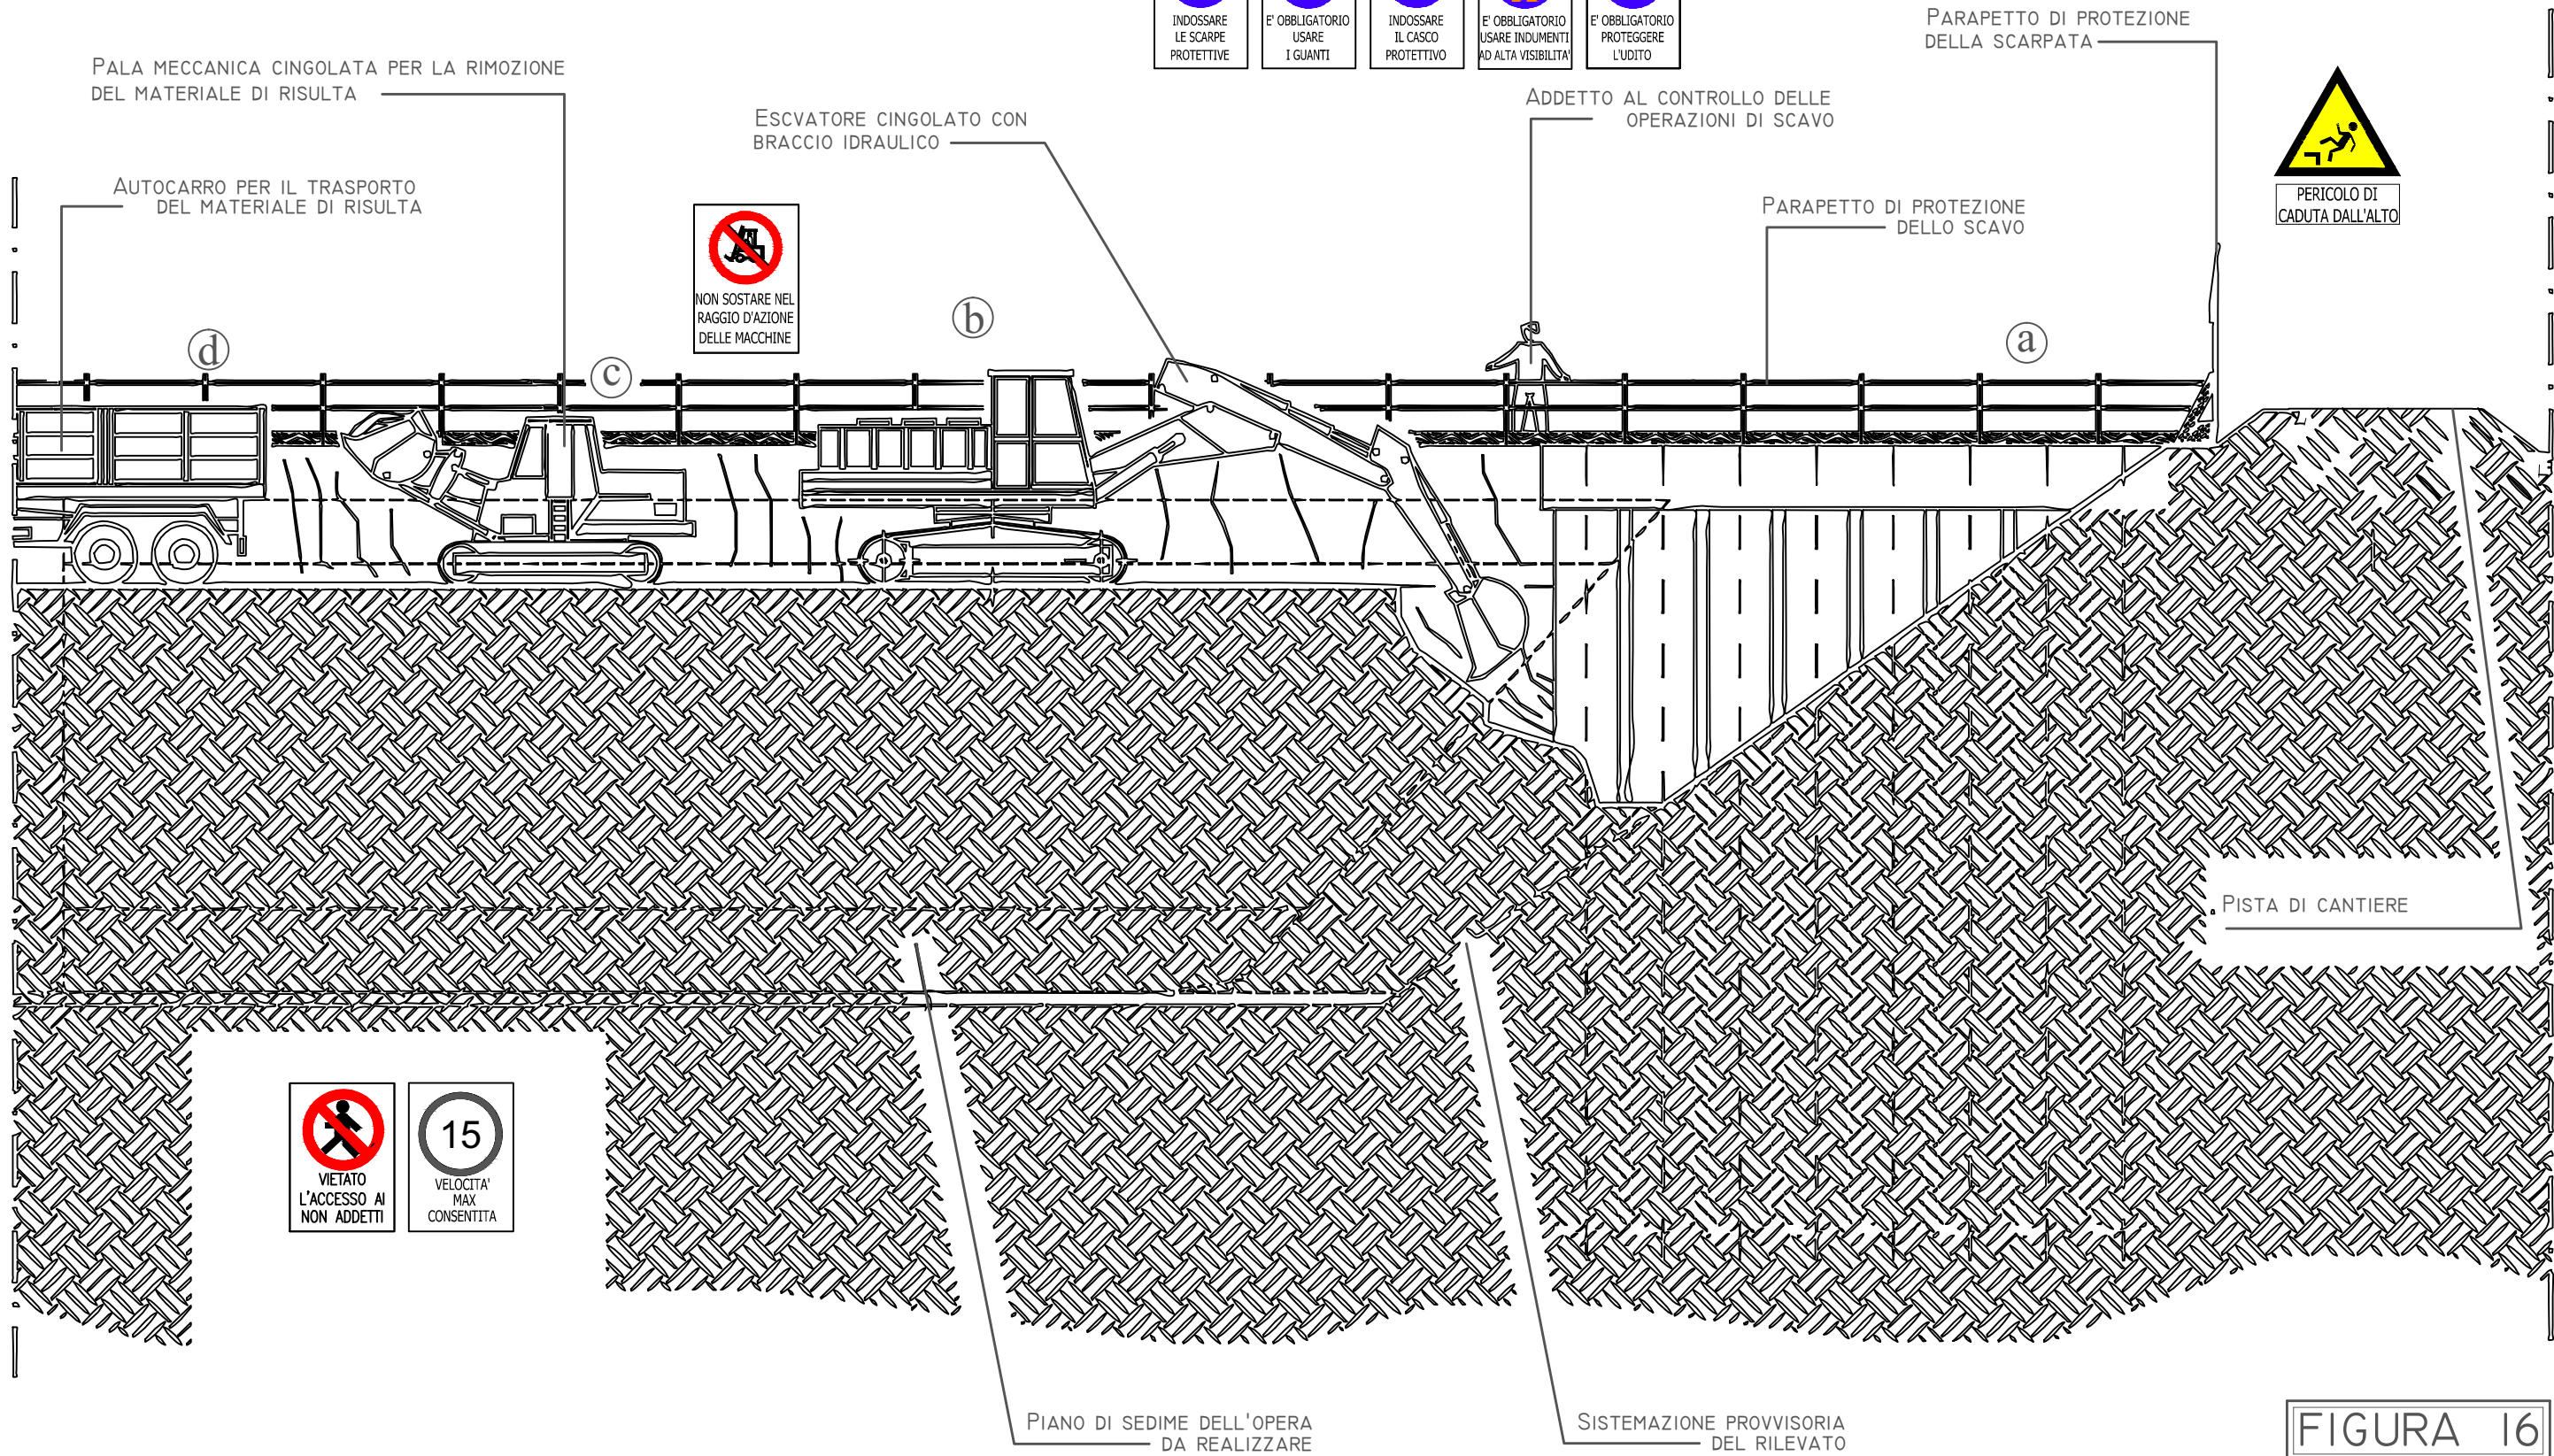 INDOSSARE
LE SCARPE
PROTETTIVE
E' OBBLIGATORIO
USARE
I GUANTI
INDOSSARE
IL CASCO
PROTETTIVO
E' OBBLIGATORIO
USARE INDUMENTI
AD ALTA VISIBILITA'
E' OBBLIGATORIO
PROTEGGERE
L'UDITO
PARAPETTO DI PROTEZIONE
DELLA SCARPATA
PALA MECCANICA CINGOLATA PER LA RIMOZIONE
DEL MATERIALE DI RISULTA
ESCVATORE CINGOLATO CON
BRACCIO IDRAULICO
ADDETTO AL CONTROLLO DELLE
OPERAZIONI DI SCAVO
AUTOCARRO PER IL TRASPORTO
DEL MATERIALE DI RISULTA
PARAPETTO DI PROTEZIONE
DELLO SCAVO
PERICOLO DI
CADUTA DALL'ALTO
NON SOSTARE NEL
RAGGIO D'AZIONE
DELLE MACCHINE
d
c
b
a
PISTA DI CANTIERE
VIETATO
L'ACCESSO AI
NON ADDETTI
15
VELOCITA'
MAX
CONSENTITA
PIANO DI SEDIME DELL'OPERA
DA REALIZZARE
SISTEMAZIONE PROVVISORIA
DEL RILEVATO
FIGURA 16